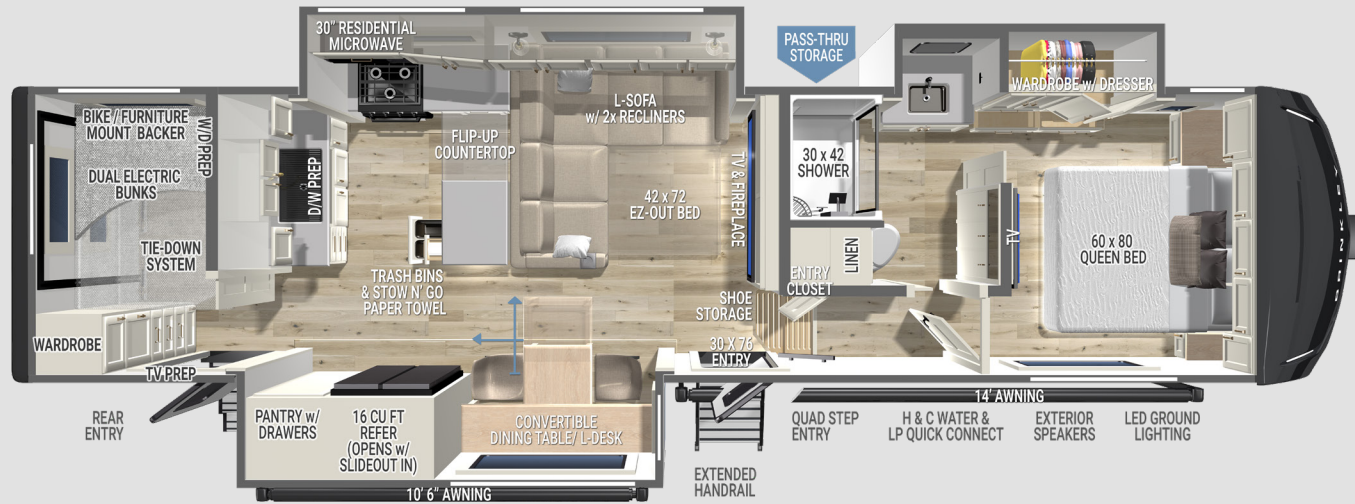 30” RESIDENTIAL
MICROWAVE
PASS-THRU
STORAGE
WARDROBE w/ DRESSER
BIKE / FURNITURE
MOUNT BACKER
W/D PREP
DUAL ELECTRIC
BUNKS
TIE-DOWN
SYSTEM
D/W PREP
FLIP-UP
COUNTERTOP
L-SOFA
w/ 2x RECLINERS
42 x 72
EZ-OUT BED
TV & FIREPLACE
30 x 42
SHOWER
LINEN
ENTRY
CLOSET
TV
60 x 80
QUEEN BED
BRINKLEY
TRASH BINS
& STOW N’ GO
PAPER TOWEL
SHOE
STORAGE
30 X 76
ENTRY
WARDROBE
TV PREP
REAR
ENTRY
PANTRY w/
DRAWERS
16 CU FT
REFER
(OPENS w/
SLIDEOUT IN)
CONVERTIBLE
DINING TABLE/ L-DESK
10’ 6” AWNING
EXTENDED
HANDRAIL
14’ AWNING
QUAD STEP
ENTRY
H & C WATER &
LP QUICK CONNECT
EXTERIOR
SPEAKERS
LED GROUND
LIGHTING